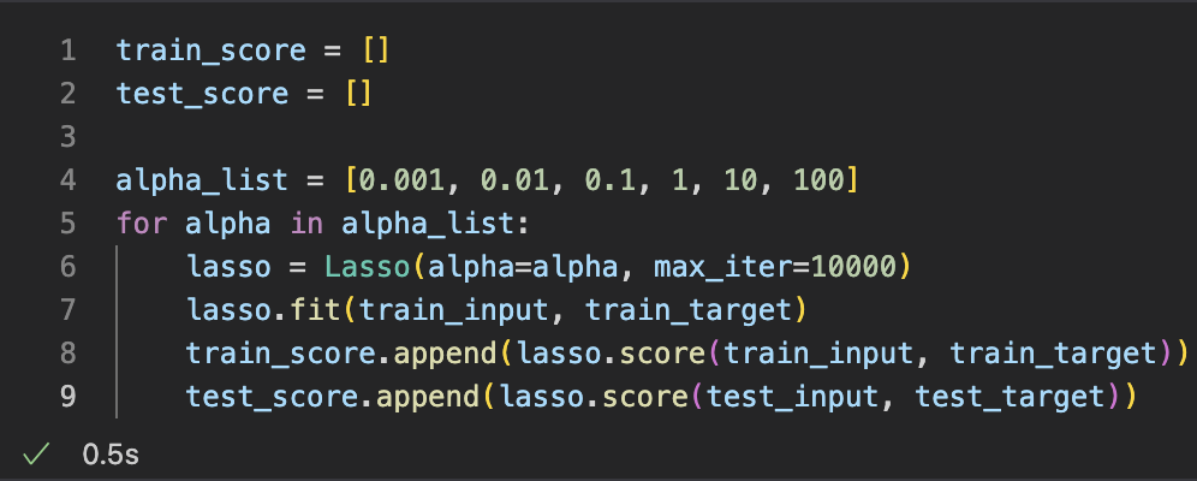 1 train_score = []
2 test_score = []
3
4 alpha_list = [0.001, 0.01, 0.1, 1, 10, 100]
5 for alpha in alpha_list:
6     lasso = Lasso(alpha=alpha, max_iter=10000)
7     lasso.fit(train_input, train_target)
8     train_score.append(lasso.score(train_input, train_target))
9     test_score.append(lasso.score(test_input, test_target))
✓ 0.5s